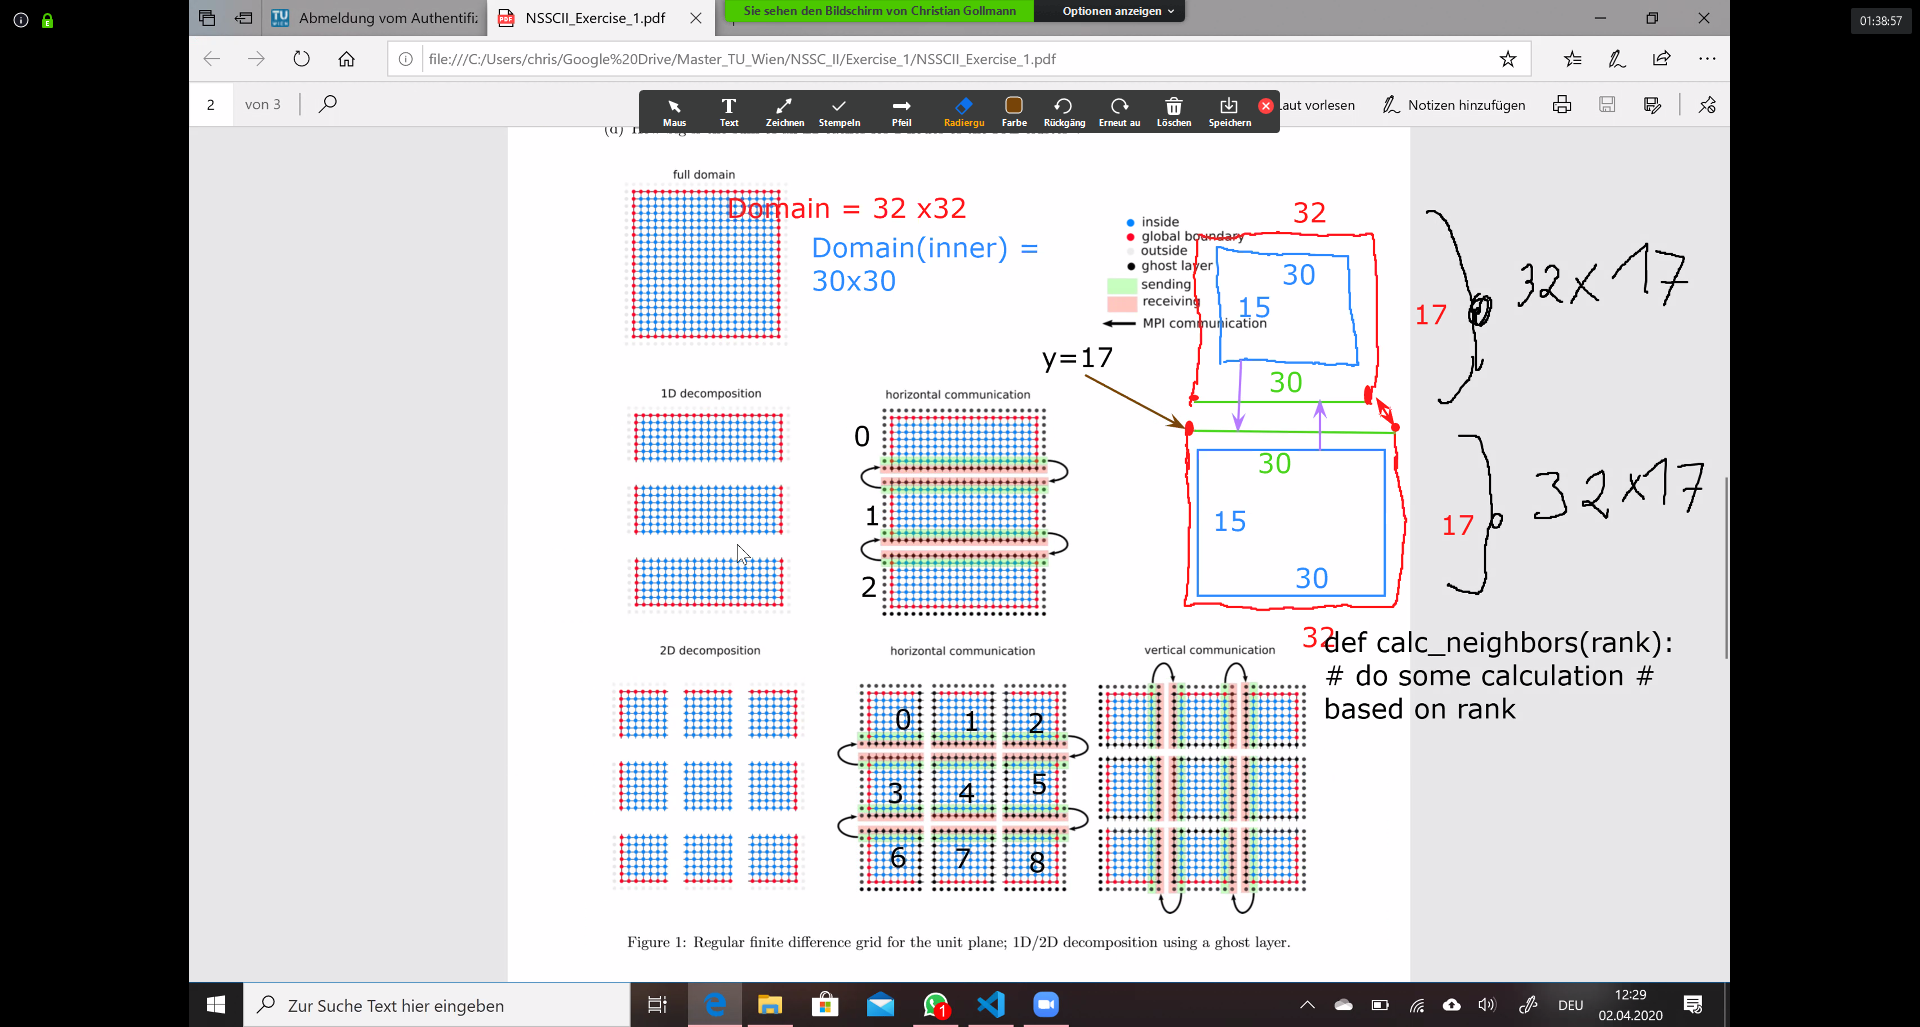 01:38:57
Abmeldung vom Authentifiz
NSSCII_Exercise_1.pdf
Sie sehen den Bildschirm von Christian Gollmann
Optionen anzeigen
file:///C:/Users/chris/Google%20Drive/Master_TU_Wien/NSSC_II/Exercise_1/NSSCII_Exercise_1.pdf
2 von 3
Maus
Text
Zeichnen
Stempeln
Pfeil
Radiergu
Farbe
Rückgäng
Erneut au
Löschen
Speichern
Laut vorlesen
Notizen hinzufügen
full domain
Domain = 32 x32
Domain(inner) =
30x30
inside
global boundary
outside
ghost layer
sending
receiving
MPI communication
32
30
15
17
32 x 17
y=17
30
30
15
30
17
32x17
32
1D decomposition
horizontal communication
0
1
2
def calc_neighbors(rank):
# do some calculation #
based on rank
2D decomposition
horizontal communication
vertical communication
0 1 2
3 4 5
6 7 8
Figure 1: Regular finite difference grid for the unit plane; 1D/2D decomposition using a ghost layer.
Zur Suche Text hier eingeben
1
DEU
12:29
02.04.2020